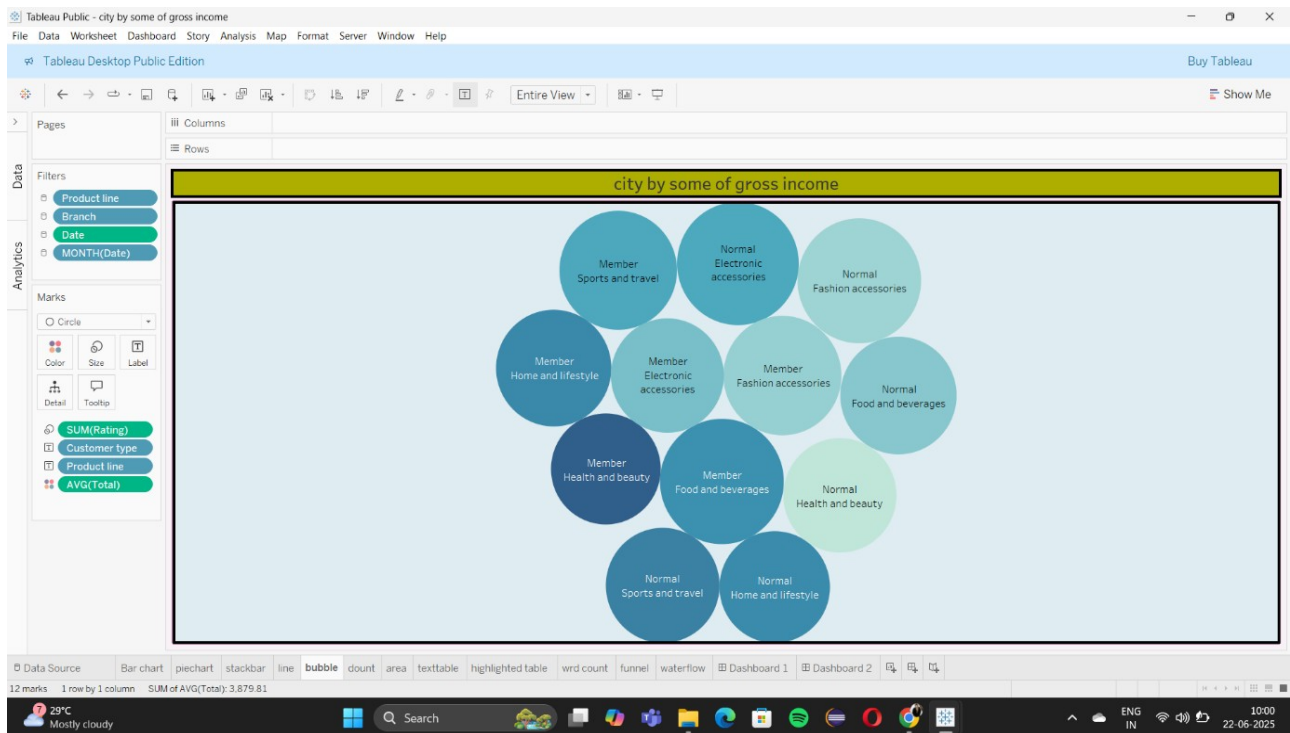 Tableau Public - city by some of gross income
File Data Worksheet Dashboard Story Analysis Map Format Server Window Help
Tableau Desktop Public Edition
Buy Tableau
Entire View
Show Me
Pages
Columns
Rows
Data
Analytics
Filters
Product line
Branch
Date
MONTH(Date)
Marks
Circle
Color Size Label
Detail Tooltip
SUM(Rating)
Customer type
Product line
AVG(Total)
city by some of gross income
Member
Sports and travel
Normal
Electronic
accessories
Normal
Fashion accessories
Member
Home and lifestyle
Member
Electronic
accessories
Member
Fashion accessories
Normal
Food and beverages
Member
Health and beauty
Member
Food and beverages
Normal
Health and beauty
Normal
Sports and travel
Normal
Home and lifestyle
Data Source Bar chart piechart stackbar line bubble dount area texttable highlighted table wrd count funnel waterflow Dashboard 1 Dashboard 2
12 marks 1 row by 1 column SUM of AVG(Total): 3,879.81
7
29°C
Mostly cloudy
Search
ENG
IN
10:00
22-06-2025